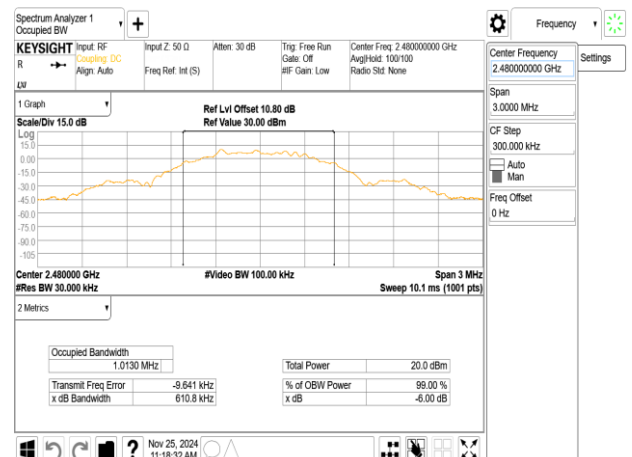 Spectrum Analyzer 1
Occupied BW
Frequency
KEYSIGHT
Input: RF
Coupling: DC
Align: Auto
Input Z: 50 Ω
Freq Ref: Int (S)
Atten: 30 dB
Trig: Free Run
Gate: Off
#IF Gain: Low
Center Freq: 2.480000000 GHz
Avg|Hold: 100/100
Radio Std: None
R
LXI
Center Frequency
2.480000000 GHz
Settings
Span
3.0000 MHz
CF Step
300.000 kHz
Auto
Man
Freq Offset
0 Hz
1 Graph
Scale/Div 15.0 dB
Ref Lvl Offset 10.80 dB
Ref Value 30.00 dBm
Log
15.0
0.00
-15.0
-30.0
-45.0
-60.0
-75.0
-90.0
-105
Center 2.480000 GHz
#Video BW 100.00 kHz
Span 3 MHz
#Res BW 30.000 kHz
Sweep 10.1 ms (1001 pts)
2 Metrics
Occupied Bandwidth
1.0130 MHz
Total Power 20.0 dBm
Transmit Freq Error -9.641 kHz
% of OBW Power 99.00 %
x dB Bandwidth 610.8 kHz
x dB -6.00 dB
?
Nov 25, 2024
11:18:32 AM